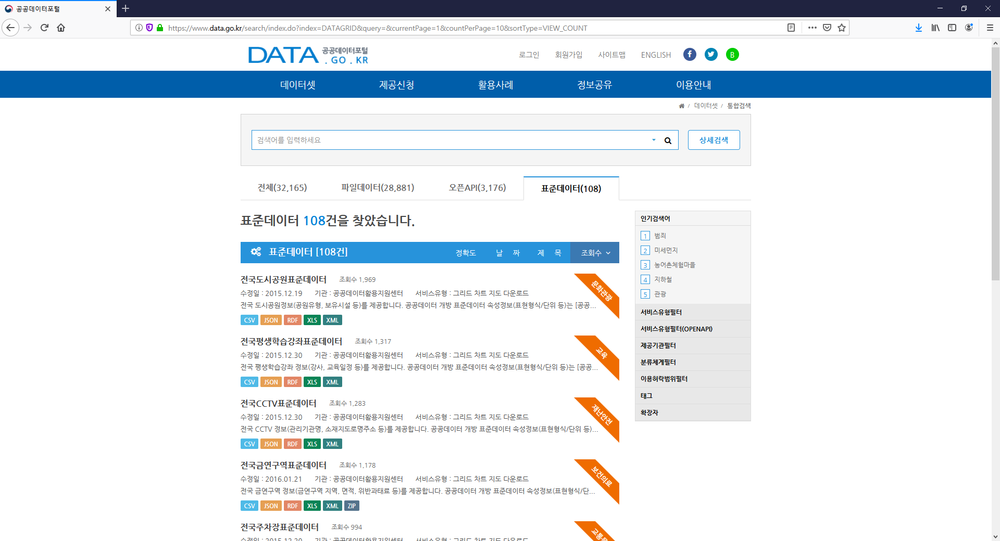 공공데이터포털
https://www.data.go.kr/search/index.do?index=DATAGRID&query=&currentPage=1&countPerPage=10&sortType=VIEW_COUNT
DATA 공공데이터포털
.GO.KR
로그인 회원가입 사이트맵 ENGLISH f B
데이터셋 제공신청 활용사례 정보공유 이용안내
/ 데이터셋 / 통합검색
검색어를 입력하세요 상세검색
전체(32,165) 파일데이터(28,881) 오픈API(3,176) 표준데이터(108)
표준데이터 108건을 찾았습니다.
표준데이터 [108건] 정확도 날 짜 제 목 조회수
전국도시공원표준데이터 조회수 1,969
문화관광
수정일 : 2015.12.19 기관 : 공공데이터활용지원센터 서비스유형 : 그리드 차트 지도 다운로드
전국 도시공원정보(공원유형, 보유시설 등)를 제공합니다. 공공데이터 개방 표준데이터 속성정보(표현형식/단위 등)는 [공공...
CSV JSON RDF XLS XML
전국평생학습강좌표준데이터 조회수 1,317
교육
수정일 : 2015.12.30 기관 : 공공데이터활용지원센터 서비스유형 : 그리드 차트 지도 다운로드
전국 평생학습강좌 정보(강사, 교육일정 등)를 제공합니다. 공공데이터 개방 표준데이터 속성정보(표현형식/단위 등)는 [공공...
CSV JSON RDF XLS XML
전국CCTV표준데이터 조회수 1,283
재난안전
수정일 : 2015.12.30 기관 : 공공데이터활용지원센터 서비스유형 : 그리드 차트 지도 다운로드
전국 CCTV 정보(관리기관명, 소재지도로명주소 등)를 제공합니다. 공공데이터 개방 표준데이터 속성정보(표현형식/단위 등)...
CSV JSON RDF XLS XML
전국금연구역표준데이터 조회수 1,178
보건의료
수정일 : 2016.01.21 기관 : 공공데이터활용지원센터 서비스유형 : 그리드 차트 지도 다운로드
전국 금연구역 정보(금연구역 지역, 면적, 위반과태료 등)를 제공합니다. 공공데이터 개방 표준데이터 속성정보(표현형식/단...
CSV JSON RDF XLS XML ZIP
전국주차장표준데이터 조회수 994
인기검색어
1 범죄
2 미세먼지
3 농어촌체험마을
4 지하철
5 관광
서비스유형필터
서비스유형필터(OPENAPI)
제공기관필터
분류체계필터
이용허락범위필터
태그
확장자